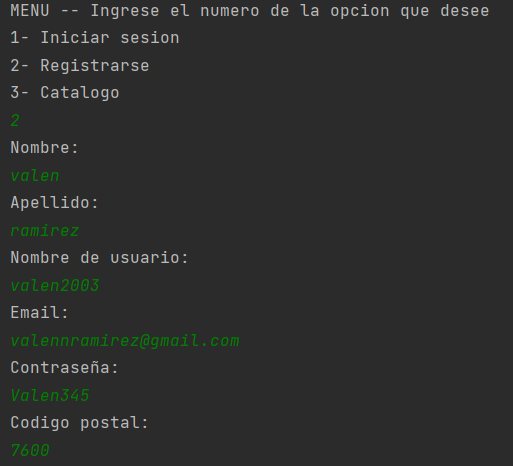 MENU -- Ingrese el numero de la opcion que desee
1- Iniciar sesion
2- Registrarse
3- Catalogo
2
Nombre:
valen
Apellido:
ramirez
Nombre de usuario:
valen2003
Email:
valennramirez@gmail.com
Contraseña:
Valen345
Codigo postal:
7600